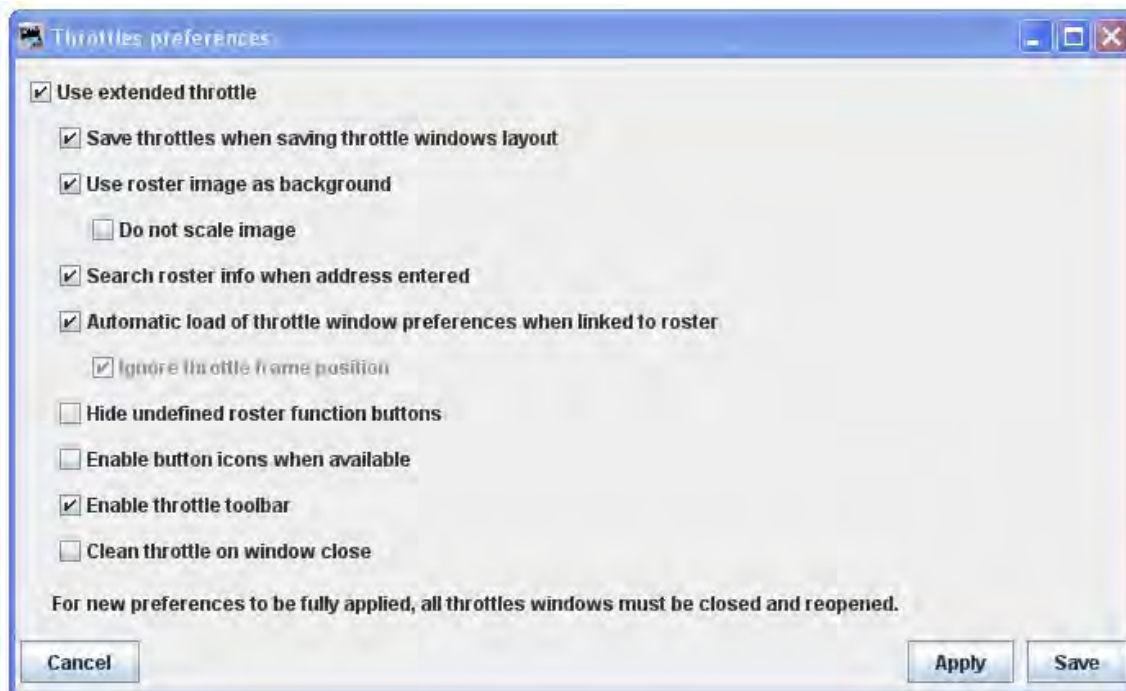 Throttles preferences
Use extended throttle
Save throttles when saving throttle windows layout
Use roster image as background
Do not scale image
Search roster info when address entered
Automatic load of throttle window preferences when linked to roster
Ignore throttle frame position
Hide undefined roster function buttons
Enable button icons when available
Enable throttle toolbar
Clean throttle on window close
For new preferences to be fully applied, all throttles windows must be closed and reopened.
Cancel Apply Save